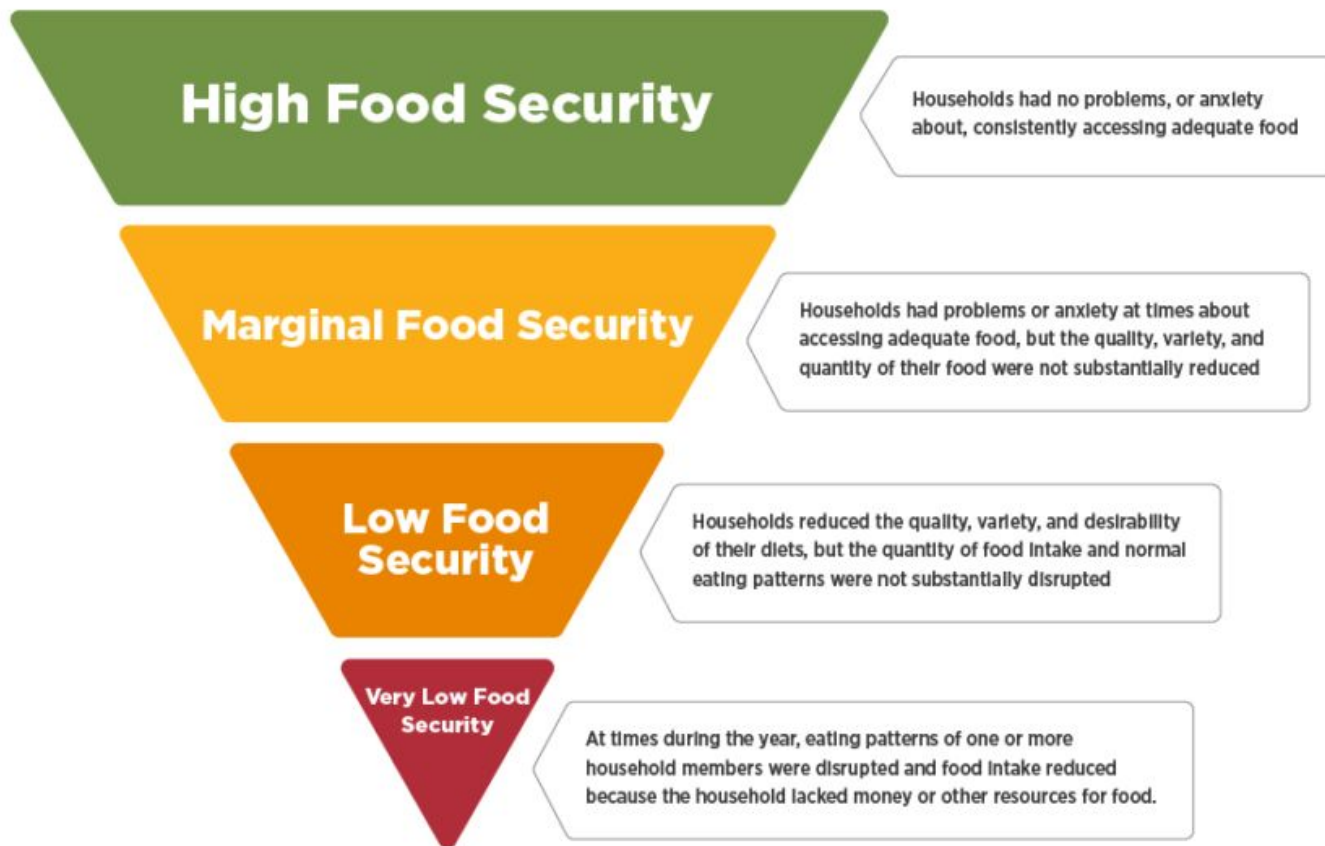 High Food Security
Households had no problems, or anxiety
about, consistently accessing adequate food
Marginal Food Security
Households had problems or anxiety at times about
accessing adequate food, but the quality, variety, and
quantity of their food were not substantially reduced
Low Food
Security
Households reduced the quality, variety, and desirability
of their diets, but the quantity of food intake and normal
eating patterns were not substantially disrupted
Very Low Food
Security
At times during the year, eating patterns of one or more
household members were disrupted and food intake reduced
because the household lacked money or other resources for food.